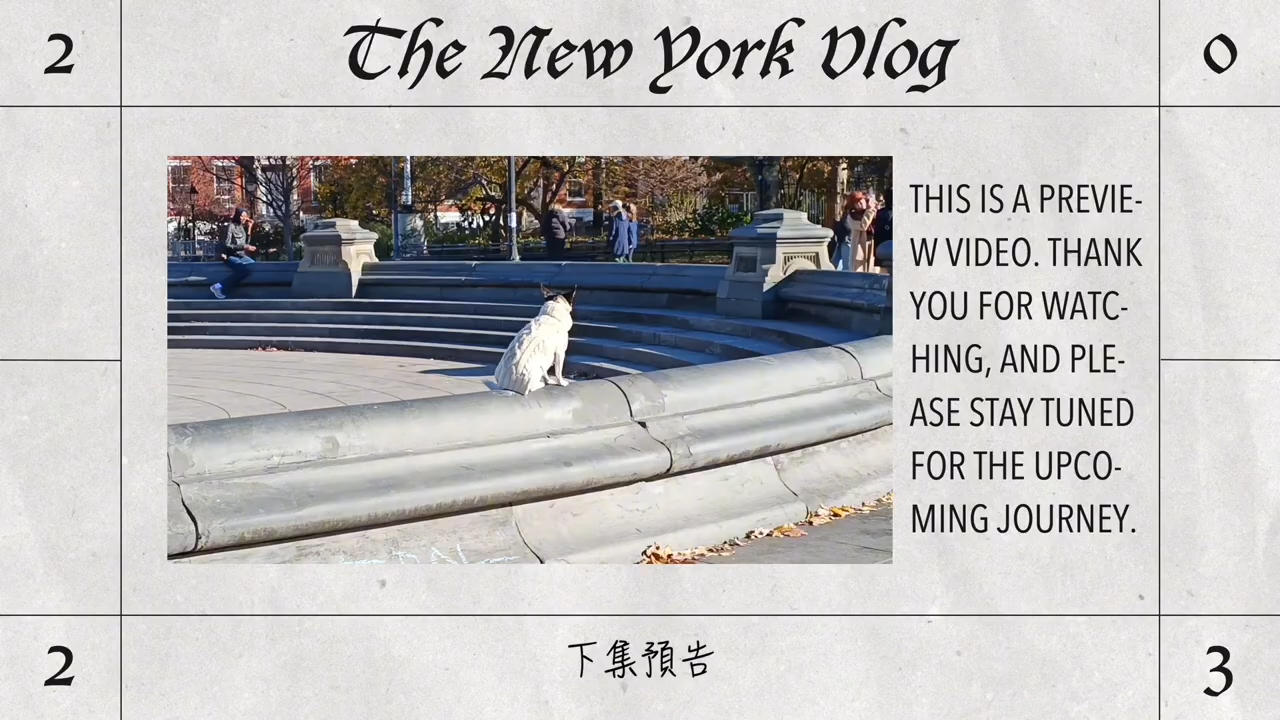 2
The New York Vlog
0
THIS IS A PREVIE-
W VIDEO. THANK
YOU FOR WATC-
HING, AND PLE-
ASE STAY TUNED
FOR THE UPCO-
MING JOURNEY.
2
下集預告
3